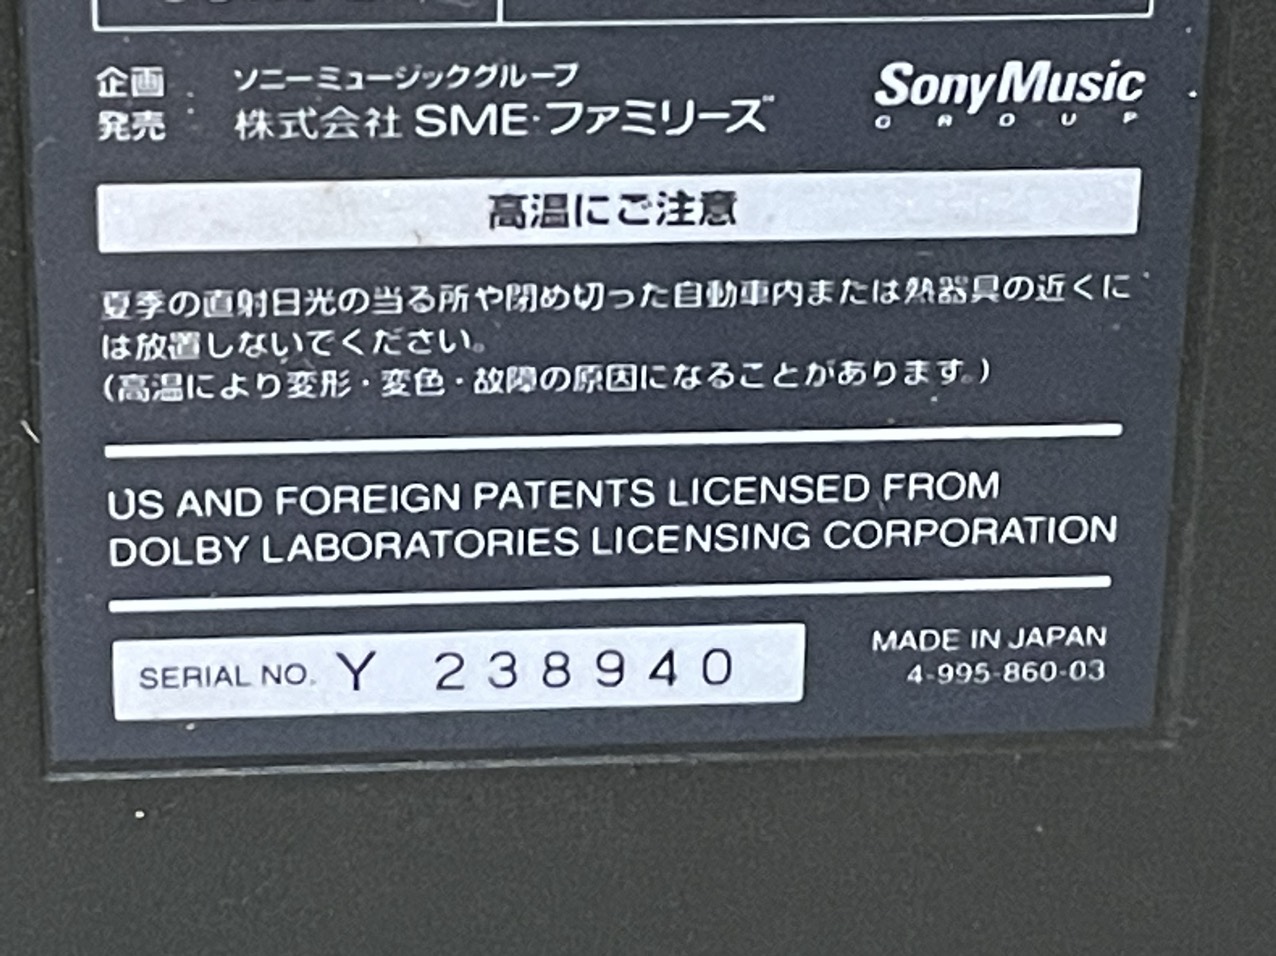 企画 : ソニーミュージックグループ
発売 : 株式会社 SME・ファミリーズ
Sony Music
GROUP
高温にご注意
夏季の直射日光の当る所や閉め切った自動車内または熱器具の近くに
は放置しないでください。
(高温により変形・変色・故障の原因になることがあります。)
US AND FOREIGN PATENTS LICENSED FROM
DOLBY LABORATORIES LICENSING CORPORATION
SERIAL NO. Y 238940
MADE IN JAPAN
4-995-860-03